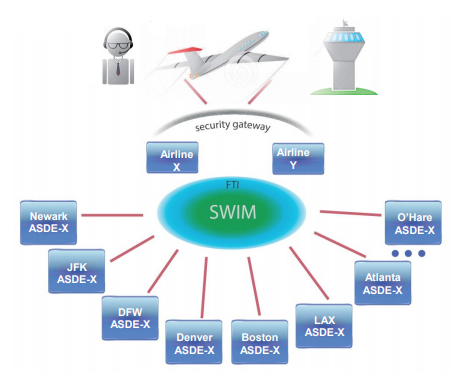 security gateway
Airline
X
Airline
Y
FTI
SWIM
Newark
ASDE-X
O'Hare
ASDE-X
JFK
ASDE-X
Atlanta
ASDE-X
DFW
ASDE-X
LAX
ASDE-X
Denver
ASDE-X
Boston
ASDE-X